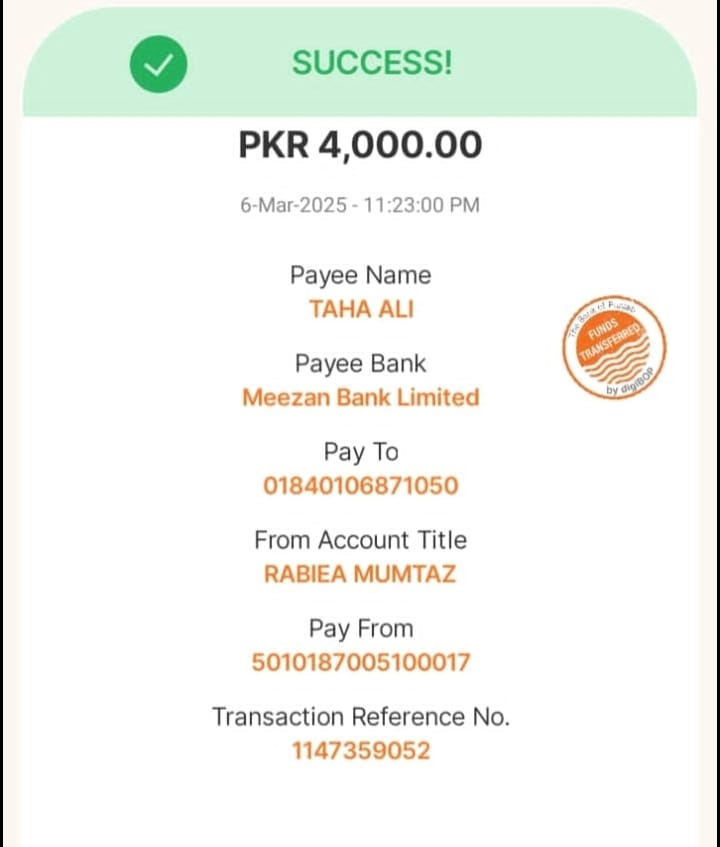 SUCCESS!
PKR 4,000.00
6-Mar-2025 - 11:23:00 PM
Payee Name
TAHA ALI
Payee Bank
Meezan Bank Limited
Pay To
01840106871050
From Account Title
RABIEA MUMTAZ
Pay From
5010187005100017
Transaction Reference No.
1147359052
The Bank of Punjab
FUNDS
TRANSFERRED
by digiBOP